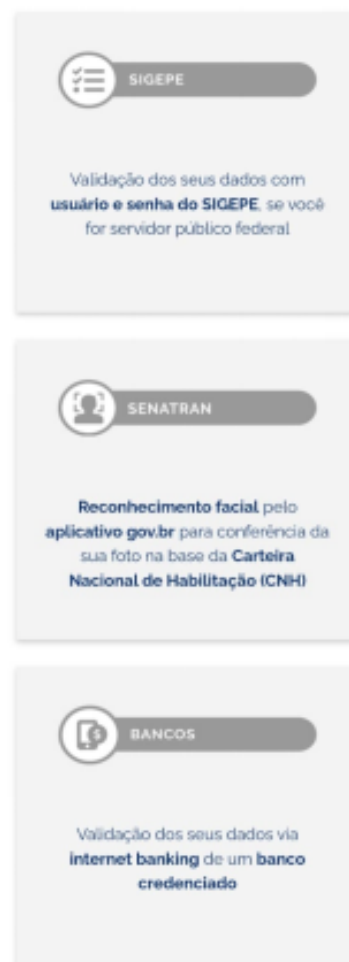 SIGEPE
Validação dos seus dados com
usuário e senha do SIGEPE, se você
for servidor público federal
SENATRAN
Reconhecimento facial pelo
aplicativo gov.br para conferência da
sua foto na base da Carteira
Nacional de Habilitação (CNH)
BANCOS
Validação dos seus dados via
internet banking de um banco
credenciado